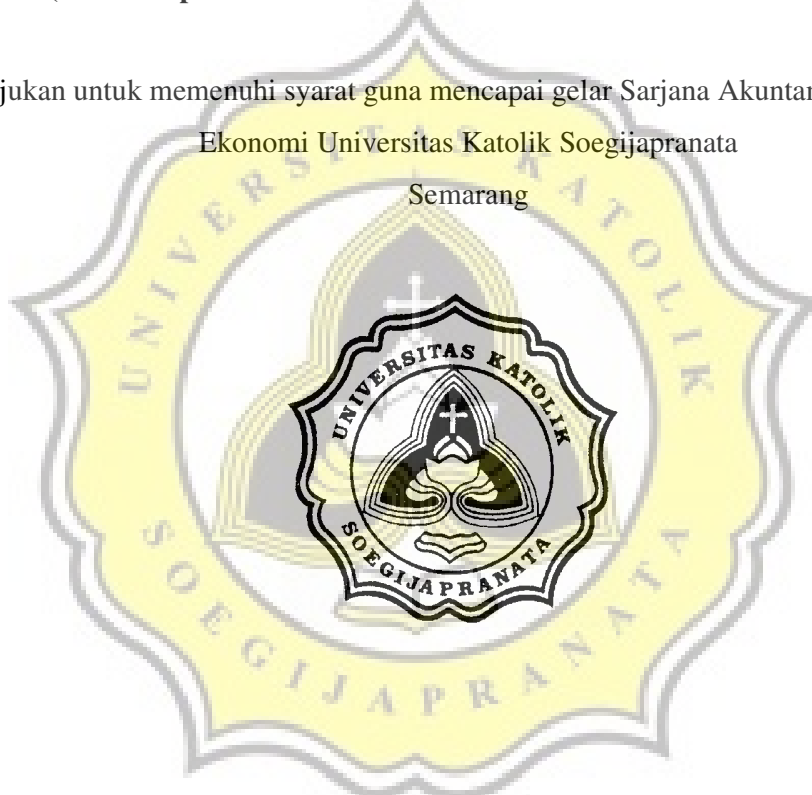 jukan untuk memenuhi syarat guna mencapai gelar Sarjana Akuntan
Ekonomi Universitas Katolik Soegijapranata
Semarang
UNIVERSITAS KATOLIK
SOEGIJAPRANATA
UNIVERSITAS KATOLIK
SOEGIJAPRANATA